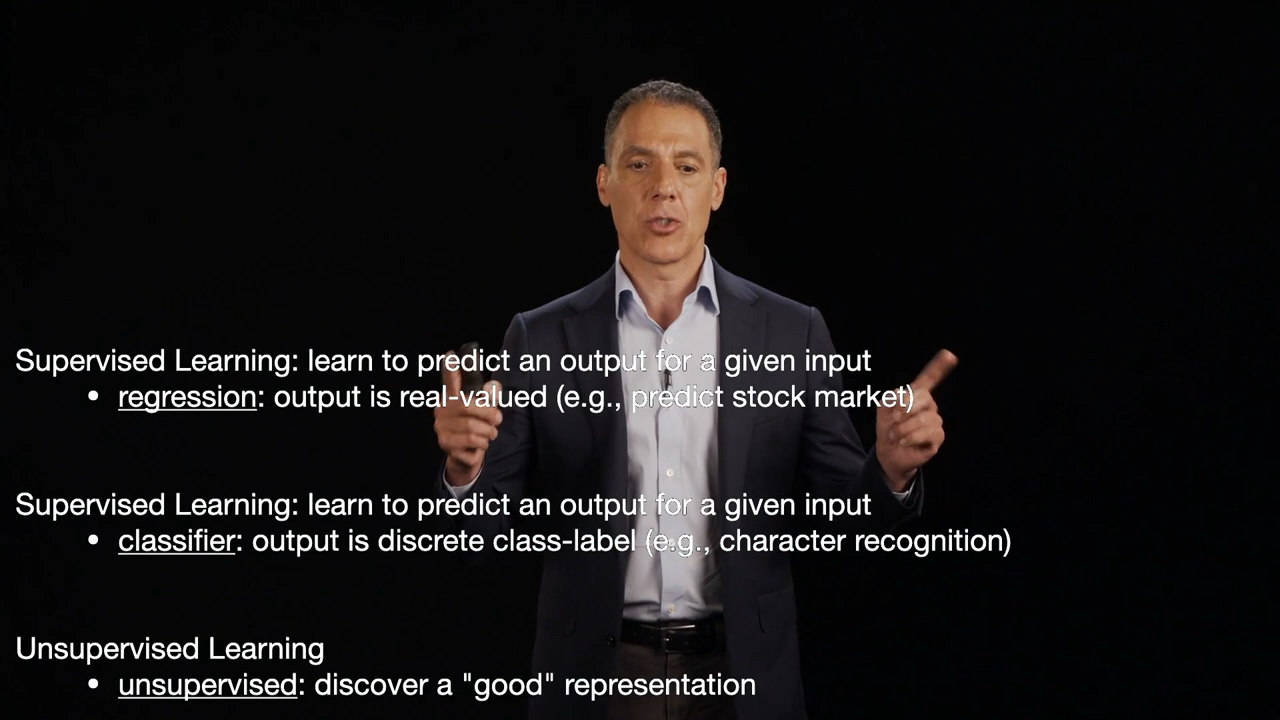 Supervised Learning: learn to predict an output for a given input
• regression: output is real-valued (e.g., predict stock market)
Supervised Learning: learn to predict an output for a given input
• classifier: output is discrete class-label (e.g., character recognition)
Unsupervised Learning
• unsupervised: discover a "good" representation